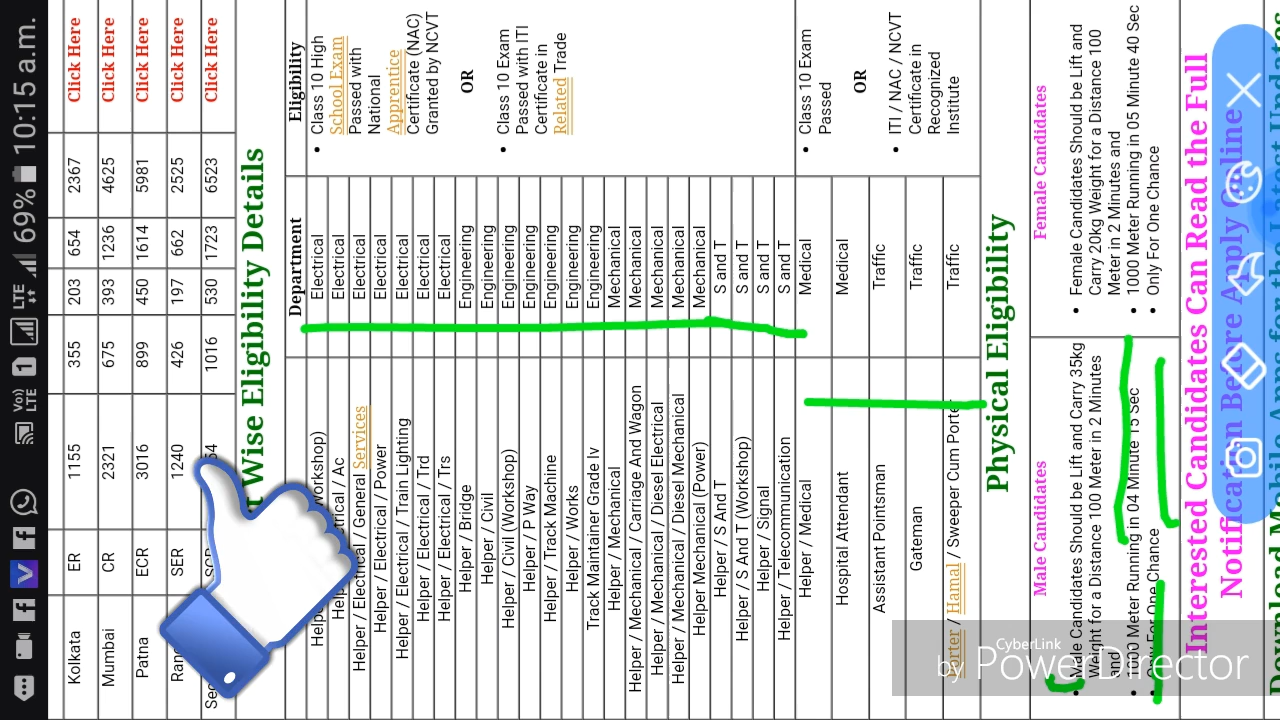 VoLTE 1 LTE 69% 10:15 a.m.
Kolkata ER 1155 355 203 654 2367 Click Here
Mumbai CR 2321 675 393 1236 4625 Click Here
Patna ECR 3016 899 450 1614 5981 Click Here
SER 1240 426 197 662 2525 Click Here
1016 530 1723 6523 Click Here
Wise Eligibility Details
Department Eligibility
Helper / Electrical / Ac Electrical
Helper / Electrical / General Services Electrical
Helper / Electrical / Power Electrical
Helper / Electrical / Train Lighting Electrical
Helper / Electrical / Trd Electrical
Helper / Electrical / Trs Electrical
Helper / Bridge Engineering
Helper / Civil Engineering
Helper / Civil (Workshop) Engineering
Helper / P Way Engineering
Helper / Track Machine Engineering
Helper / Works Engineering
Track Maintainer Grade Iv Engineering
Helper / Mechanical Mechanical
Helper / Mechanical / Carriage And Wagon Mechanical
Helper / Mechanical / Diesel Electrical Mechanical
Helper / Mechanical / Diesel Mechanical Mechanical
Helper Mechanical (Power) Mechanical
Helper / S And T S and T
Helper / S And T (Workshop) S and T
Helper / Signal S and T
Helper / Telecommunication S and T
• Class 10 High
School Exam
Passed with
National
Apprentice
Certificate (NAC)
Granted by NCVT
OR
• Class 10 Exam
Passed with ITI
Certificate in
Related Trade
Helper / Medical Medical
Hospital Attendant Medical
Assistant Pointsman Traffic
Gateman Traffic
Porter / Hamal / Sweeper Cum Porter Traffic
• Class 10 Exam
Passed
OR
• ITI / NAC / NCVT
Certificate in
Recognized
Institute
Physical Eligibility
Male Candidates Female Candidates
• Male Candidates Should be Lift and Carry 35kg
Weight for a Distance 100 Meter in 2 Minutes
and
• 1000 Meter Running in 04 Minute 15 Sec
• Only For One Chance
• Female Candidates Should be Lift and
Carry 20kg Weight for a Distance 100
Meter in 2 Minutes and
• 1000 Meter Running in 05 Minute 40 Sec
• Only For One Chance
Interested Candidates Can Read the Full
Notification Before Apply Online
by CyberLink
PowerDirector